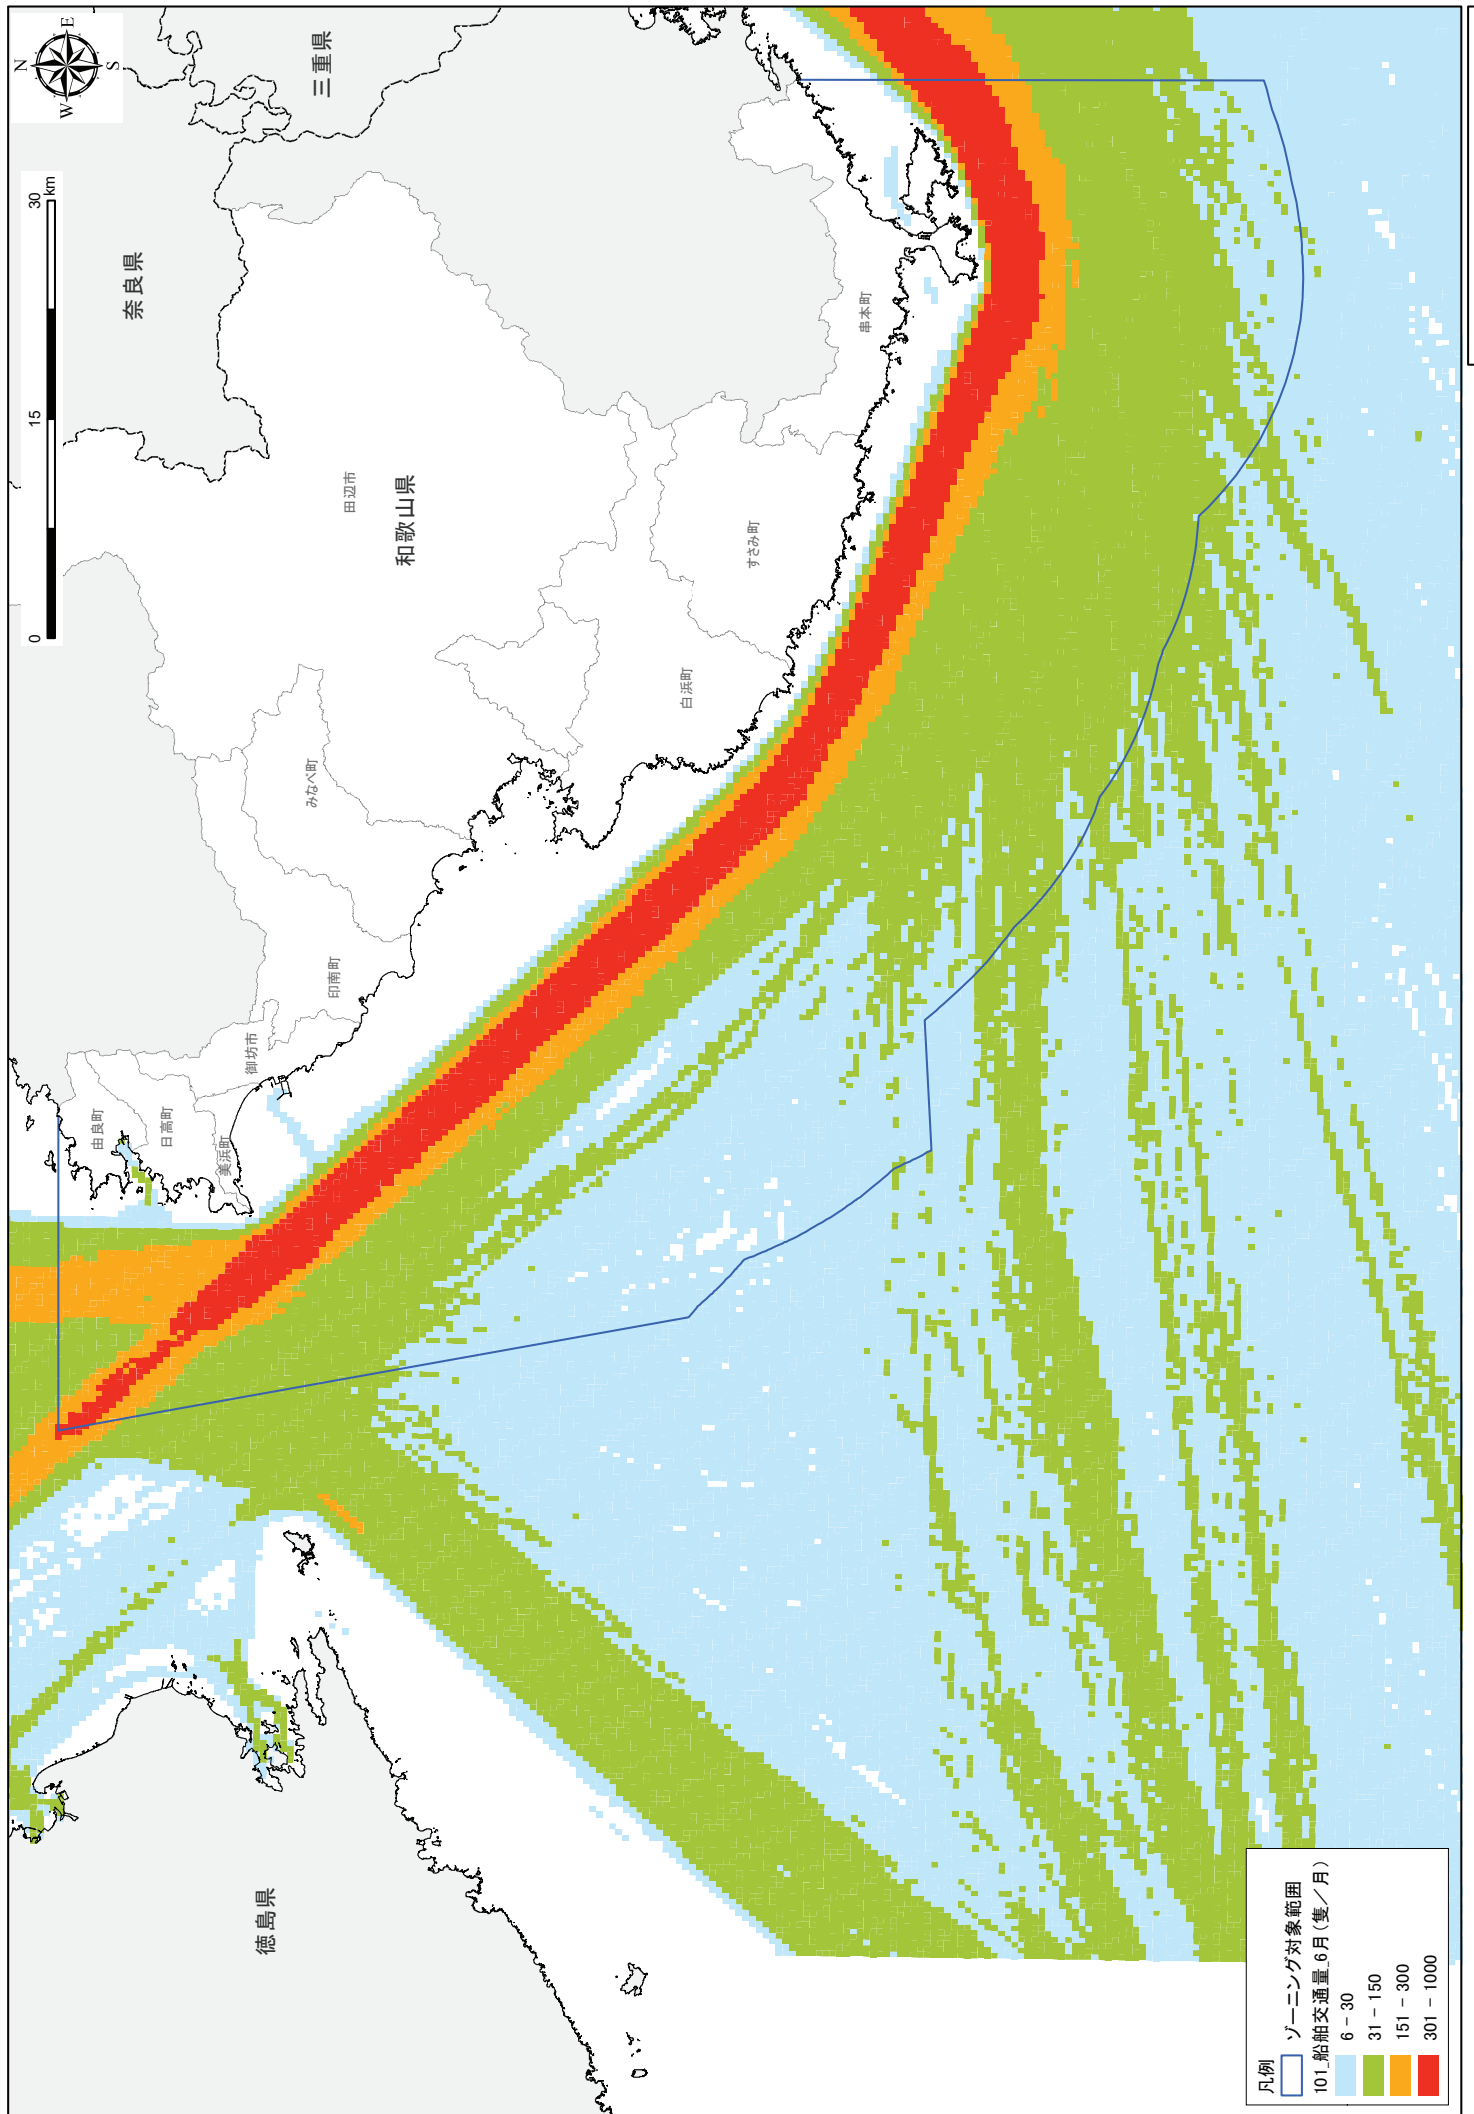 N
E
W
S
0
15
30
km
三重県
奈良県
和歌山県
徳島県
田辺市
みなべ町
印南町
御坊市
由良町
日高町
美浜町
白浜町
すさみ町
串本町
凡例
ゾーニング対象範囲
101_船舶交通量_6月(隻/月)
6 - 30
31 - 150
151 - 300
301 - 1000